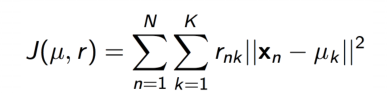 J(μ, r) = ∑_{n=1}^{N} ∑_{k=1}^{K} r_{nk}||𝐱_n − μ_k||²